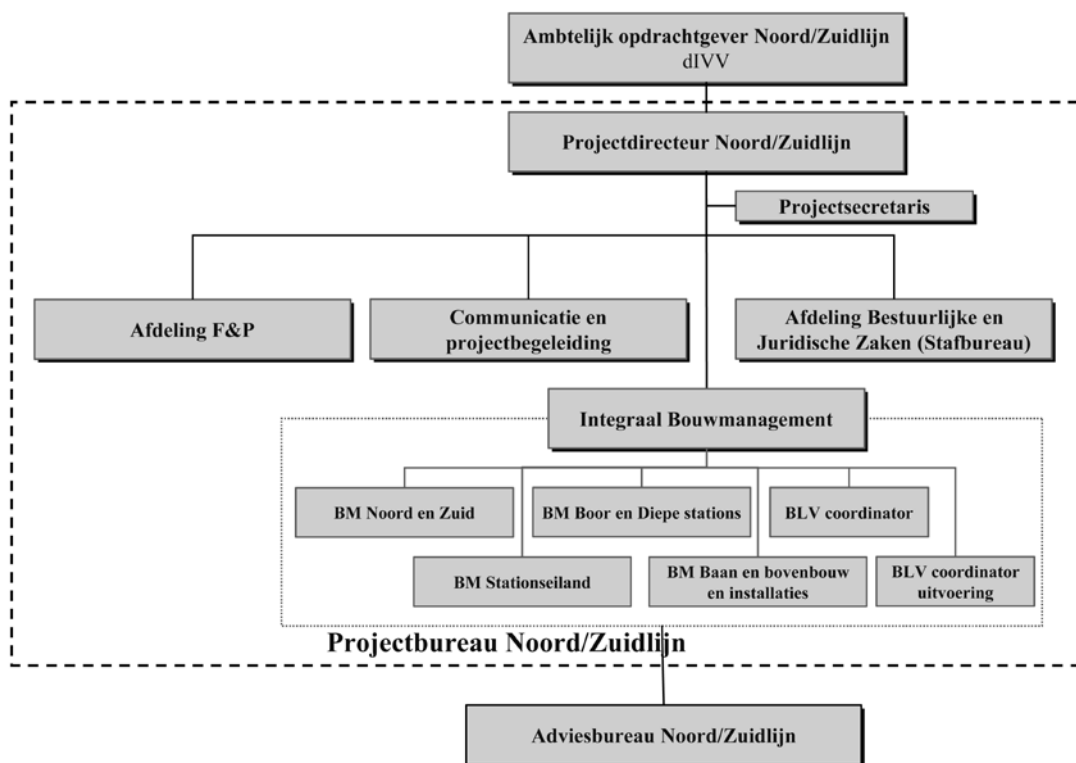 Ambtelijk opdrachtgever Noord/Zuidlijn
dIVV
Projectdirecteur Noord/Zuidlijn
Projectsecretaris
Afdeling F&P
Communicatie en
projectbegeleiding
Afdeling Bestuurlijke en
Juridische Zaken (Stafbureau)
Integraal Bouwmanagement
BM Noord en Zuid
BM Boor en Diepe stations
BLV coordinator
BM Stationseiland
BM Baan en bovenbouw
en installaties
BLV coordinator
uitvoering
Projectbureau Noord/Zuidlijn
Adviesbureau Noord/Zuidlijn